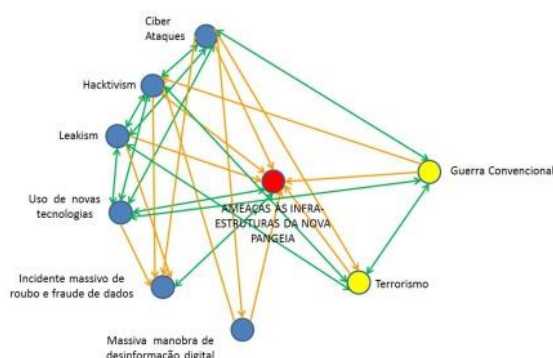 Ciber
Ataques
Hacktivism
Leakism
Guerra Convencional
Uso de novas
tecnologias
AMEAÇAS ÀS INFRA-
ESTRUTURAS DA NOVA
PANGEIA
Incidente massivo de
roubo e fraude de dados
Terrorismo
Massiva manobra de
desinformação digital